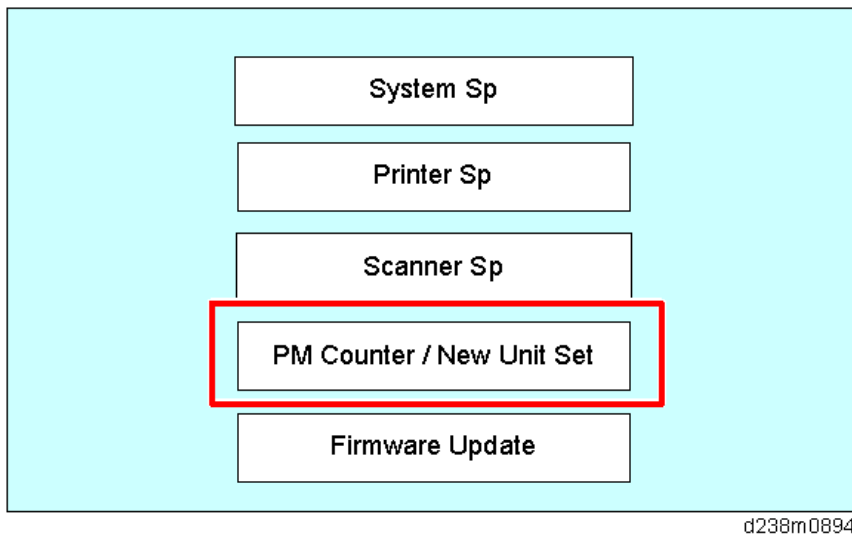 System Sp
Printer Sp
Scanner Sp
PM Counter / New Unit Set
Firmware Update
d238m0894